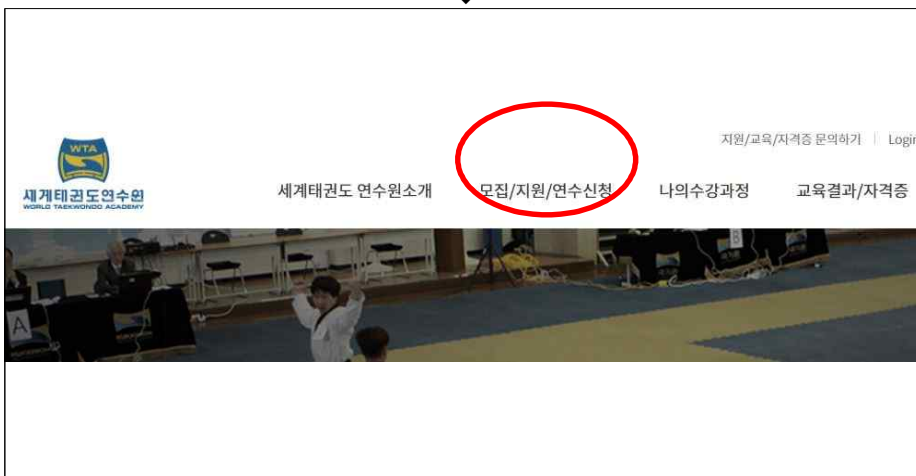 지원/교육/자격증 문의하기 | Login
WTA
세계태권도연수원
WORLD TAEKWONDO ACADEMY
세계태권도 연수원소개 모집/지원/연수신청 나의수강과정 교육결과/자격증
A
B